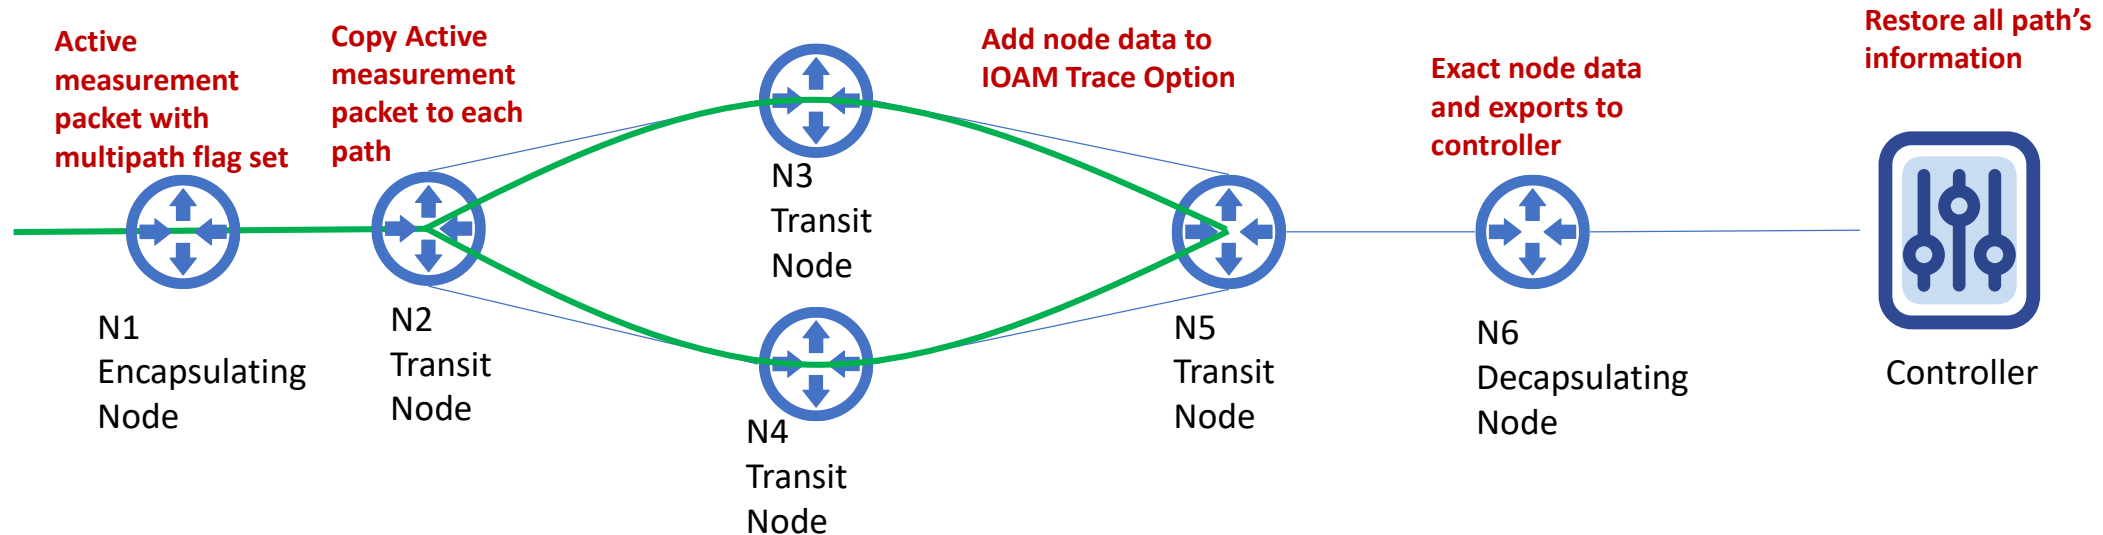 Active
measurement
packet with
multipath flag set
Copy Active
measurement
packet to each
path
Add node data to
IOAM Trace Option
Exact node data
and exports to
controller
Restore all path’s
information
N1
Encapsulating
Node
N2
Transit
Node
N3
Transit
Node
N4
Transit
Node
N5
Transit
Node
N6
Decapsulating
Node
Controller